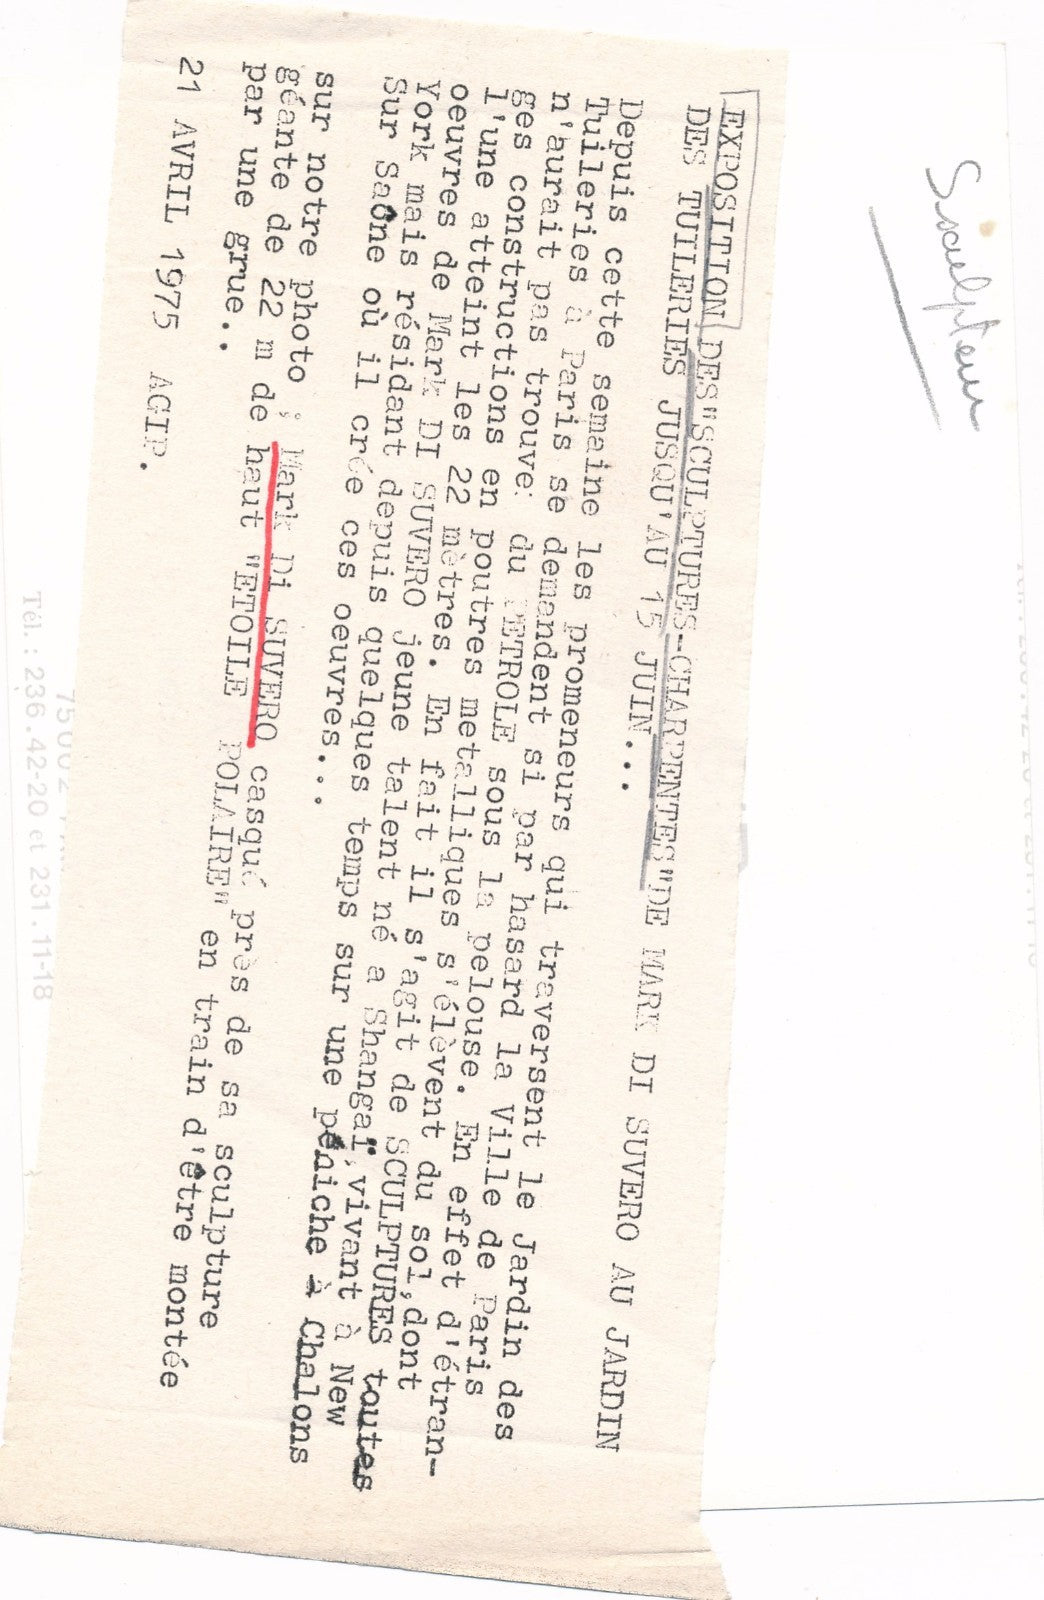 S.sculpteur
EXPOSITION DES"SCULPTURES-CHARPENTES"DE MARK DI SUVERO AU JARDIN
DES TUILERIES JUSQU'AU 15 JUIN...
Depuis cette semaine les promeneurs qui traversent le Jardin des
Tuileries à Paris se demandent si par hasard la Ville de Paris
n'aurait pas trouvé du PETROLE sous la pelouse. En effet d'étran-
ges constructions en poutres metalliques s'élèvent du sol,dont
l'une atteint les 22 mètres. En fait il s'agit de SCULPTURES toutes
oeuvres de Mark DI SUVERO jeune talent né a Shangaï,vivant à New
York mais résidant depuis quelques temps sur une péniche à Chalons
Sur Saône où il crée ces oeuvres...
sur notre photo ; Mark Di SUVERO casqué près de sa sculpture
géante de 22 m de haut "ETOILE POLAIRE" en train d'être montée
par une grue..
21 AVRIL 1975 AGIP.
Tél. : 236.42-20 et 231.11-18